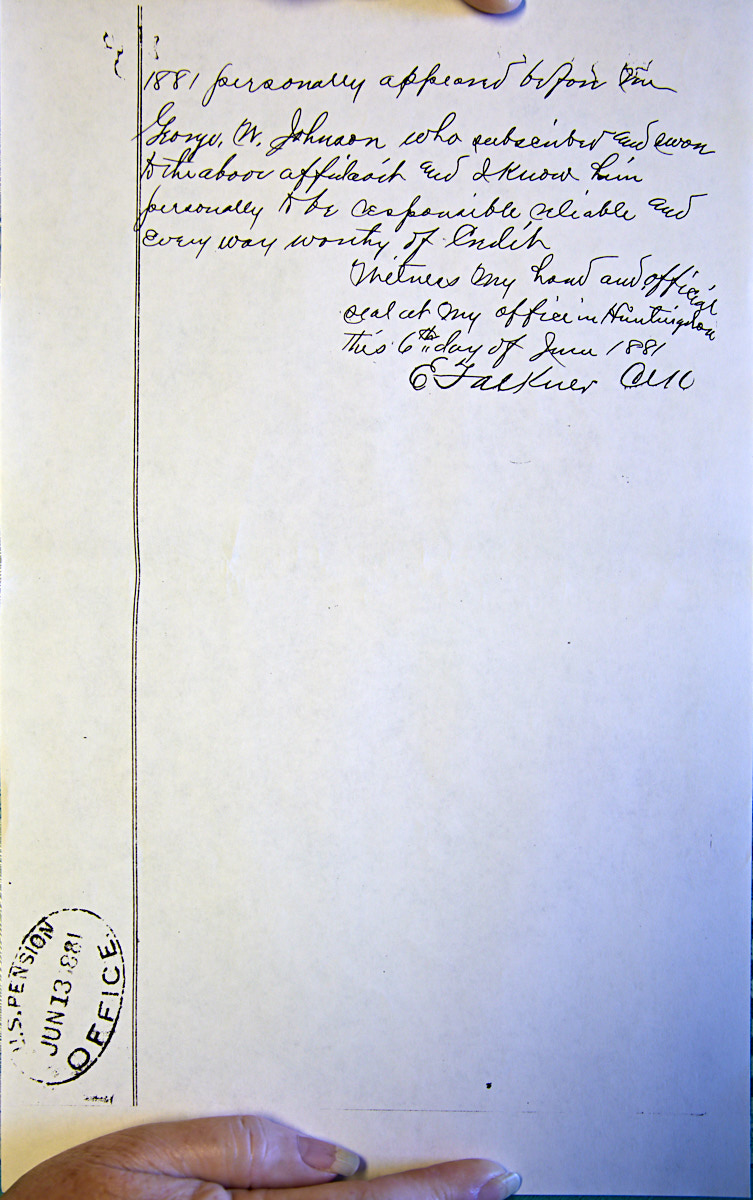 1881 personally appeared before me
George, W. Johnson who subscribed and swon
to the above affidavit and I know him
personally to be responsible reliable and
every way worthy of Credit
Witness my hand and official
seal at my office in Huntingdon
this 6th day of June 1881
E Falkner Clk
U.S. PENSION
JUN 13 1881
OFFICE